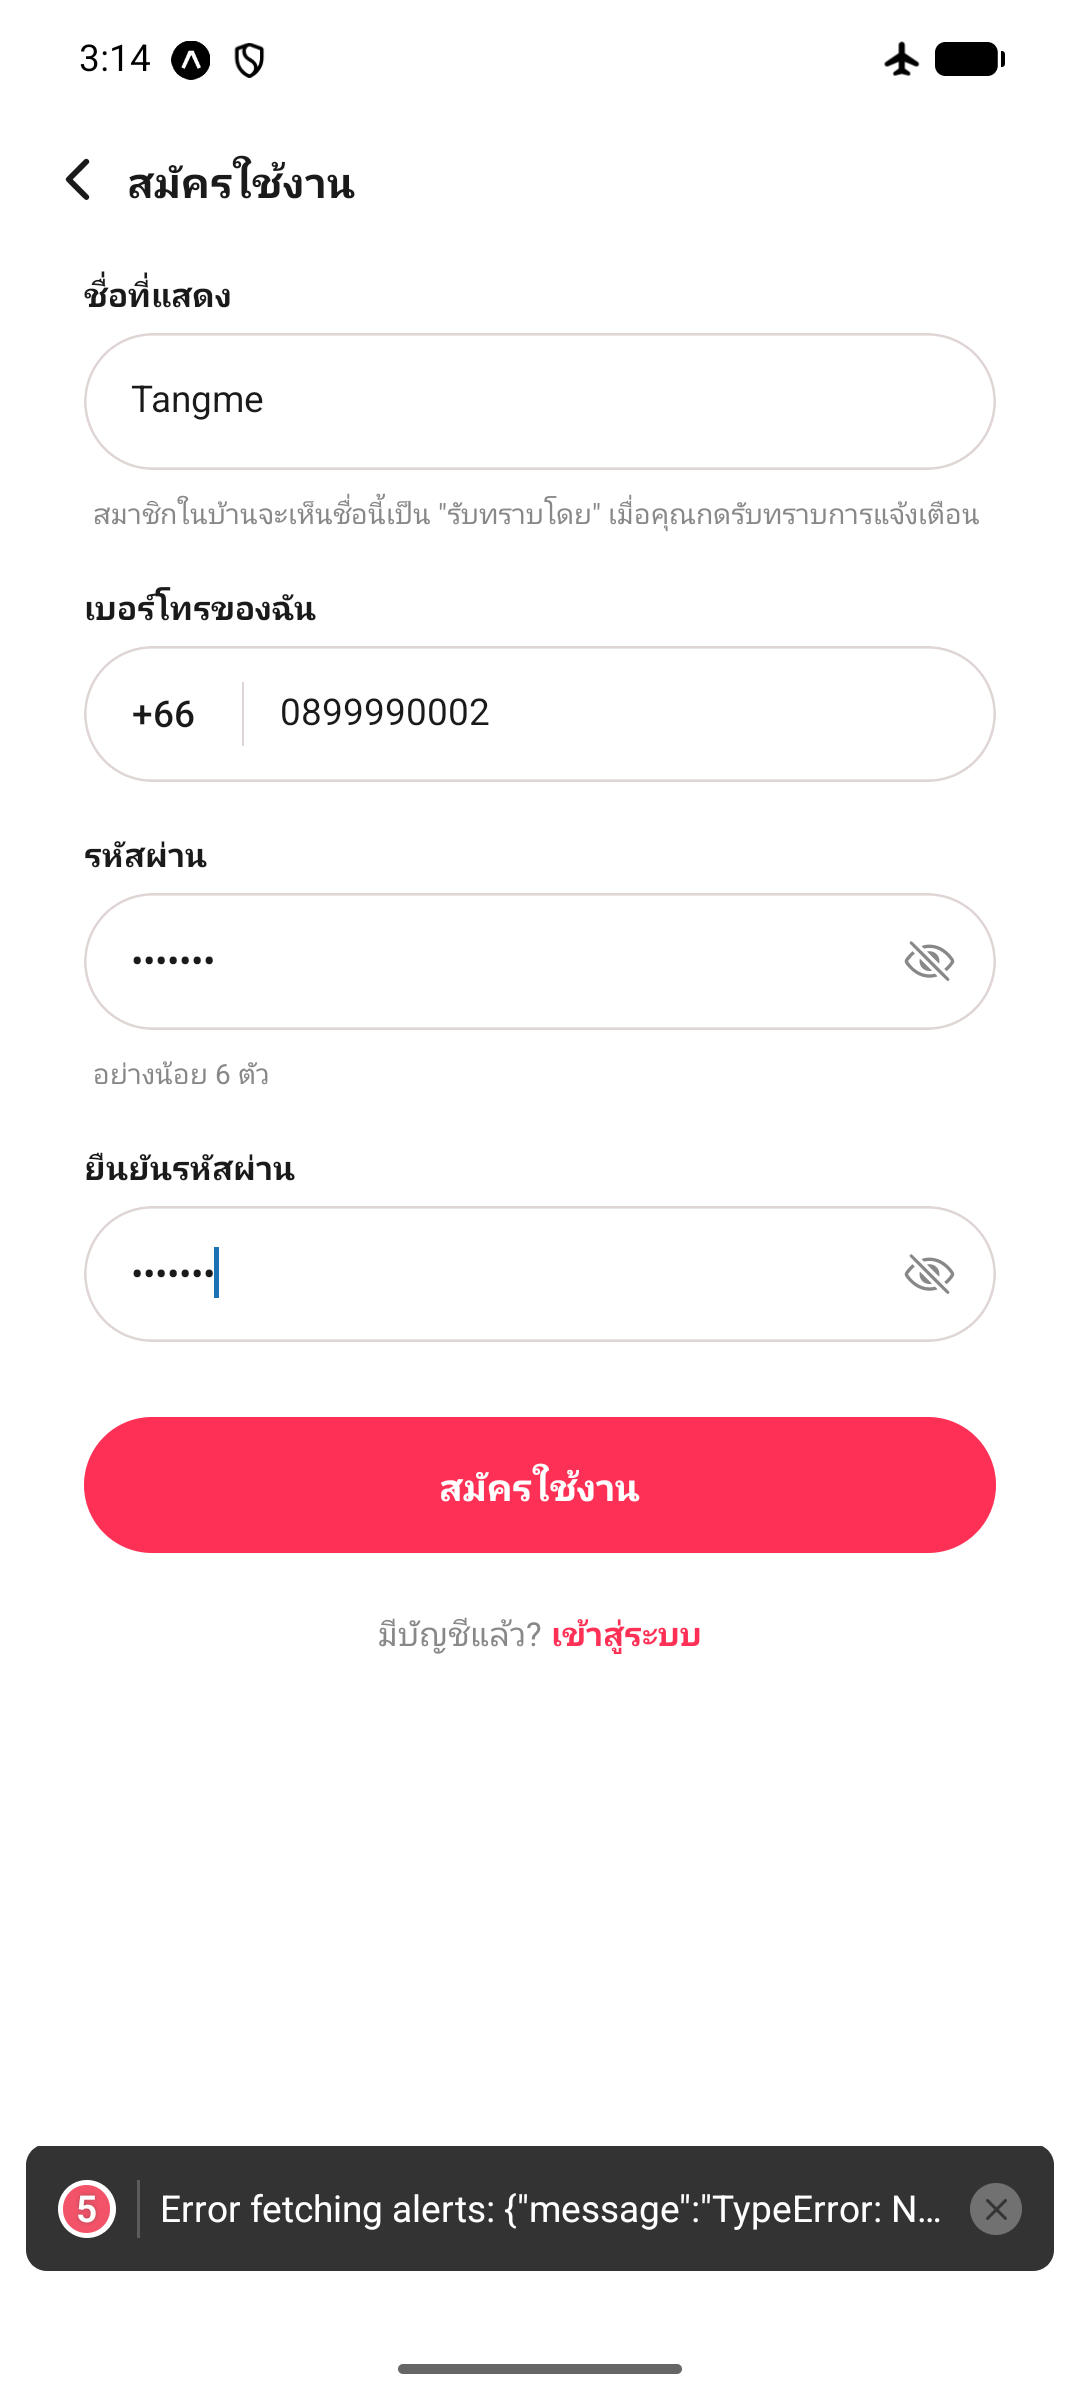 3:14
สมัครใช้งาน
ชื่อที่แสดง
Tangme
สมาชิกในบ้านจะเห็นชื่อนี้เป็น "รับทราบโดย" เมื่อคุณกดรับทราบการแจ้งเตือน
เบอร์โทรของฉัน
+66 0899990002
รหัสผ่าน
•••••••
อย่างน้อย 6 ตัว
ยืนยันรหัสผ่าน
•••••••
สมัครใช้งาน
มีบัญชีแล้ว? เข้าสู่ระบบ
5 Error fetching alerts: {"message":"TypeError: N...